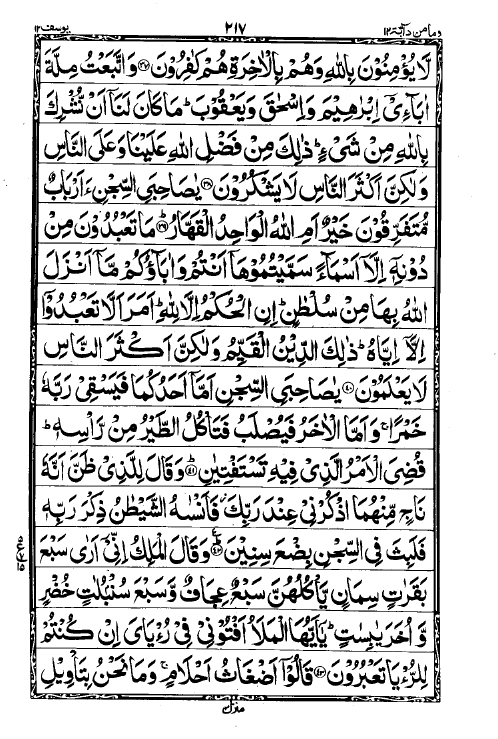 وما من دآبة ١٢ ٢١٧ يوسف ١٢
لَا يُؤْمِنُوْنَ بِاللّٰهِ وَهُمْ بِالْاٰخِرَةِ هُمْ كٰفِرُوْنَ ﴿٣٧﴾ وَاتَّبَعْتُ مِلَّةَ
اٰبَآءِيْٓ اِبْرٰهِيْمَ وَاِسْحٰقَ وَيَعْقُوْبَ ؕ مَا كَانَ لَنَآ اَنْ نُّشْرِكَ
بِاللّٰهِ مِنْ شَيْءٍ ؕ ذٰلِكَ مِنْ فَضْلِ اللّٰهِ عَلَيْنَا وَعَلَى النَّاسِ
وَلٰكِنَّ اَكْثَرَ النَّاسِ لَا يَشْكُرُوْنَ ﴿٣٨﴾ يٰصَاحِبَيِ السِّجْنِ ءَاَرْبَابٌ
مُّتَفَرِّقُوْنَ خَيْرٌ اَمِ اللّٰهُ الْوَاحِدُ الْقَهَّارُ ﴿٣٩﴾ؕ مَا تَعْبُدُوْنَ مِنْ
دُوْنِهٖٓ اِلَّآ اَسْمَآءً سَمَّيْتُمُوْهَآ اَنْتُمْ وَاٰبَآؤُكُمْ مَّآ اَنْزَلَ
اللّٰهُ بِهَا مِنْ سُلْطٰنٍ ؕ اِنِ الْحُكْمُ اِلَّا لِلّٰهِ ؕ اَمَرَ اَلَّا تَعْبُدُوْٓا
اِلَّآ اِيَّاهُ ؕ ذٰلِكَ الدِّيْنُ الْقَيِّمُ وَلٰكِنَّ اَكْثَرَ النَّاسِ
لَا يَعْلَمُوْنَ ﴿٤٠﴾ يٰصَاحِبَيِ السِّجْنِ اَمَّآ اَحَدُكُمَا فَيَسْقِيْ رَبَّهٗ
خَمْرًا ۚ وَاَمَّا الْاٰخَرُ فَيُصْلَبُ فَتَاْكُلُ الطَّيْرُ مِنْ رَّاْسِهٖ ؕ
قُضِيَ الْاَمْرُ الَّذِيْ فِيْهِ تَسْتَفْتِيٰنِ ﴿٤١﴾ؕ وَقَالَ لِلَّذِيْ ظَنَّ اَنَّهٗ
نَاجٍ مِّنْهُمَا اذْكُرْنِيْ عِنْدَ رَبِّكَ ۫ فَاَنْسٰىهُ الشَّيْطٰنُ ذِكْرَ رَبِّهٖ
فَلَبِثَ فِي السِّجْنِ بِضْعَ سِنِيْنَ ﴿٤٢﴾ؕ وَقَالَ الْمَلِكُ اِنِّيْٓ اَرٰى سَبْعَ
بَقَرٰتٍ سِمَانٍ يَّاْكُلُهُنَّ سَبْعٌ عِجَافٌ وَّسَبْعَ سُنْۢبُلٰتٍ خُضْرٍ
وَّاُخَرَ يٰبِسٰتٍ ؕ يٰٓاَيُّهَا الْمَلَاُ اَفْتُوْنِيْ فِيْ رُءْيَايَ اِنْ كُنْتُمْ
لِلرُّءْيَا تَعْبُرُوْنَ ﴿٤٣﴾ قَالُوْٓا اَضْغَاثُ اَحْلَامٍ ۚ وَمَا نَحْنُ بِتَاْوِيْلِ
منزل